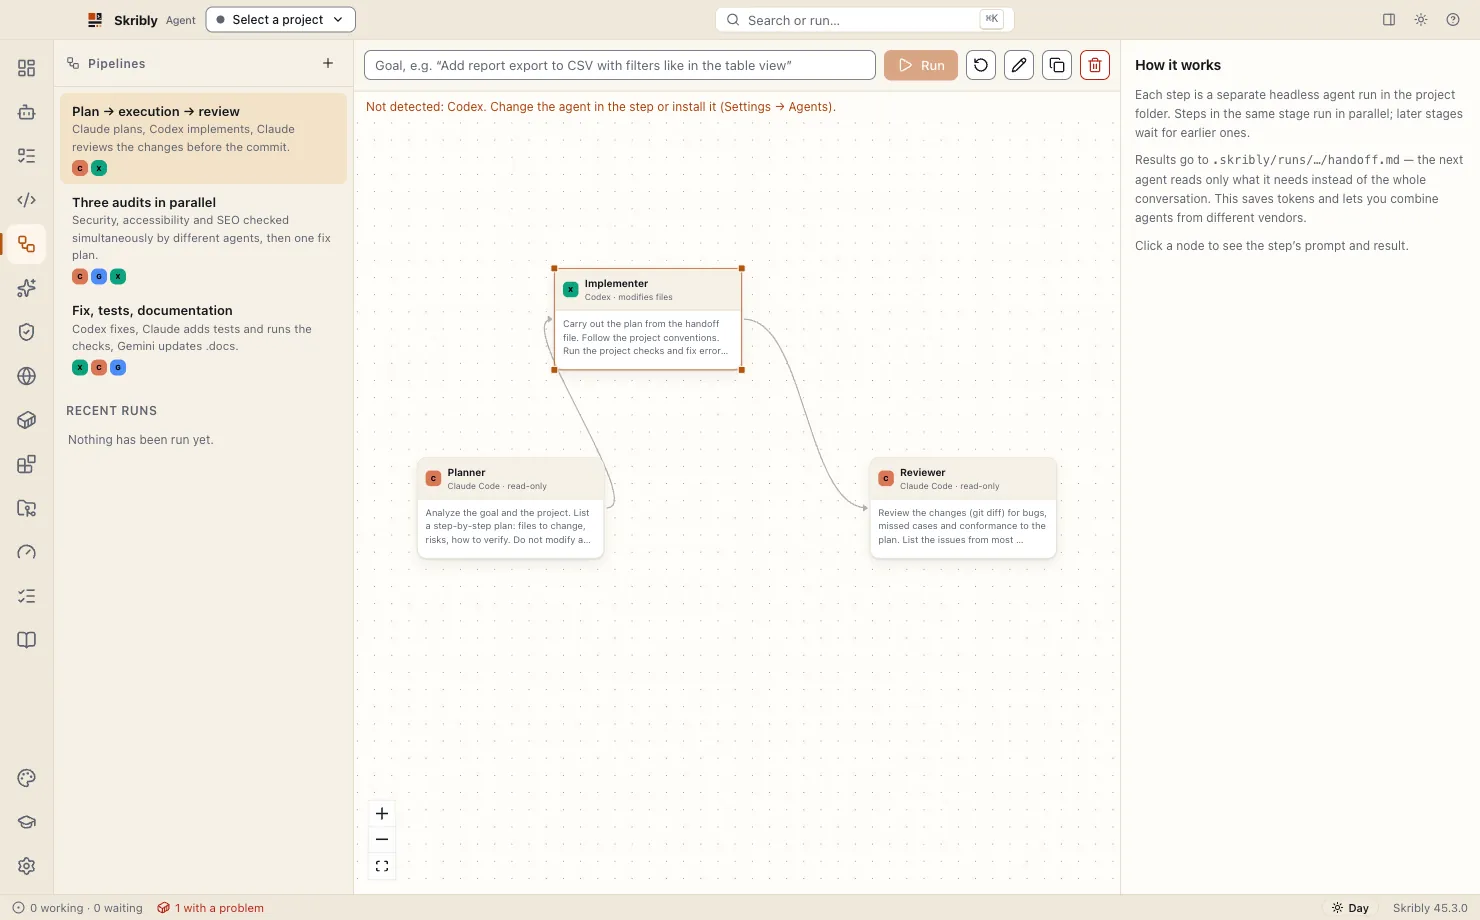 Skribly Agent Select a project Search or run... ⌘K
Pipelines
Goal, e.g. “Add report export to CSV with filters like in the table view” Run
Not detected: Codex. Change the agent in the step or install it (Settings → Agents).
Plan → execution → review
Claude plans, Codex implements, Claude
reviews the changes before the commit.
C X
Three audits in parallel
Security, accessibility and SEO checked
simultaneously by different agents, then one fix
plan.
C G X
Fix, tests, documentation
Codex fixes, Claude adds tests and runs the
checks, Gemini updates .docs.
X C G
RECENT RUNS
Nothing has been run yet.
X Implementer
Codex · modifies files
Carry out the plan from the handoff
file. Follow the project conventions.
Run the project checks and fix error...
C Planner
Claude Code · read-only
Analyze the goal and the project. List
a step-by-step plan: files to change,
risks, how to verify. Do not modify a...
C Reviewer
Claude Code · read-only
Review the changes (git diff) for bugs,
missed cases and conformance to the
plan. List the issues from most ...
How it works
Each step is a separate headless agent run in the project
folder. Steps in the same stage run in parallel; later stages
wait for earlier ones.
Results go to .skribly/runs/…/handoff.md — the next
agent reads only what it needs instead of the whole
conversation. This saves tokens and lets you combine
agents from different vendors.
Click a node to see the step’s prompt and result.
0 working · 0 waiting 1 with a problem Day Skribly 45.3.0